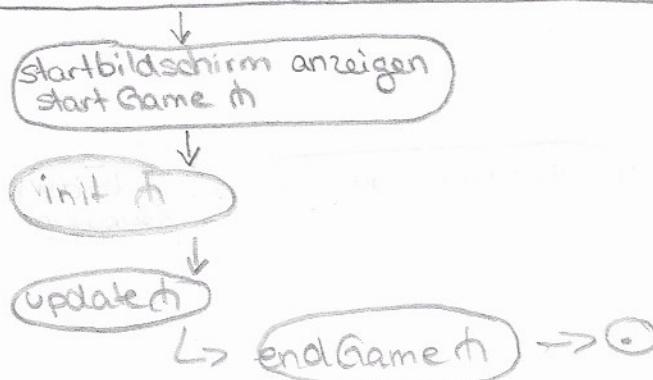 startbildschirm anzeigen
startGame ⋔
init ⋔
update ⋔
endGame ⋔